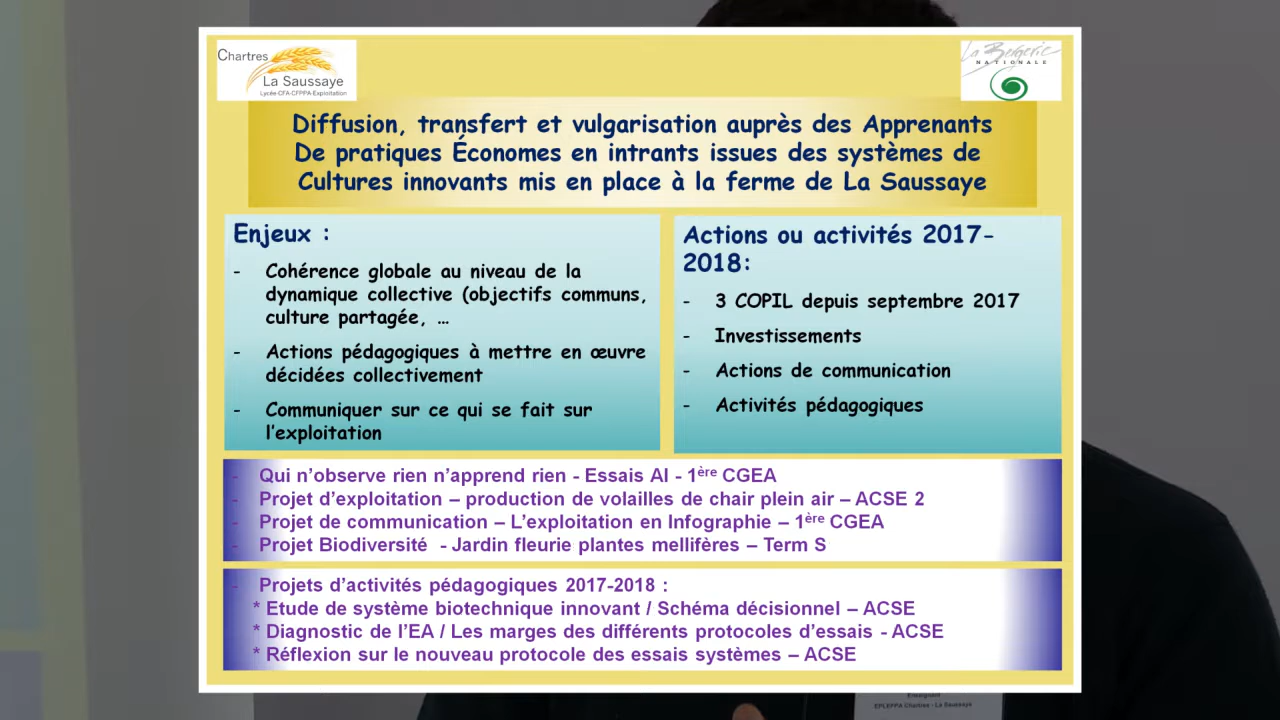 Chartres
La Saussaye
Lycée-CFA-CFPPA-Exploitation
La Bergerie
NATIONALE
Diffusion, transfert et vulgarisation auprès des Apprenants
De pratiques Économes en intrants issues des systèmes de
Cultures innovants mis en place à la ferme de La Saussaye
Enjeux :
- Cohérence globale au niveau de la
dynamique collective (objectifs communs,
culture partagée, …
- Actions pédagogiques à mettre en œuvre
décidées collectivement
- Communiquer sur ce qui se fait sur
l'exploitation
Actions ou activités 2017-
2018:
- 3 COPIL depuis septembre 2017
- Investissements
- Actions de communication
- Activités pédagogiques
- Qui n'observe rien n'apprend rien - Essais AI - 1ère CGEA
- Projet d'exploitation – production de volailles de chair plein air – ACSE 2
- Projet de communication – L'exploitation en Infographie – 1ère CGEA
- Projet Biodiversité - Jardin fleurie plantes mellifères – Term S
- Projets d'activités pédagogiques 2017-2018 :
* Etude de système biotechnique innovant / Schéma décisionnel – ACSE
* Diagnostic de l'EA / Les marges des différents protocoles d'essais - ACSE
* Réflexion sur le nouveau protocole des essais systèmes – ACSE
Enseignant
EPLEFPA Chartres - La Saussaye